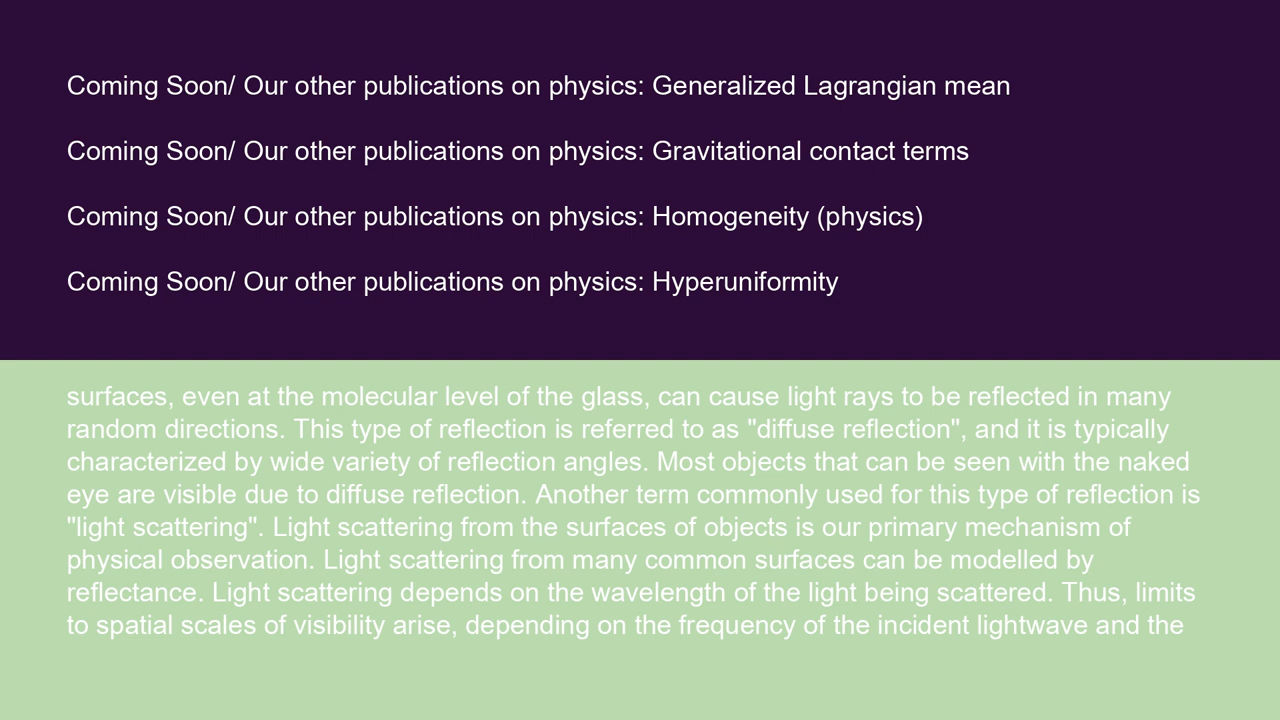 Coming Soon/ Our other publications on physics: Generalized Lagrangian mean
Coming Soon/ Our other publications on physics: Gravitational contact terms
Coming Soon/ Our other publications on physics: Homogeneity (physics)
Coming Soon/ Our other publications on physics: Hyperuniformity
surfaces, even at the molecular level of the glass, can cause light rays to be reflected in many
random directions. This type of reflection is referred to as "diffuse reflection", and it is typically
characterized by wide variety of reflection angles. Most objects that can be seen with the naked
eye are visible due to diffuse reflection. Another term commonly used for this type of reflection is
"light scattering". Light scattering from the surfaces of objects is our primary mechanism of
physical observation. Light scattering from many common surfaces can be modelled by
reflectance. Light scattering depends on the wavelength of the light being scattered. Thus, limits
to spatial scales of visibility arise, depending on the frequency of the incident lightwave and the